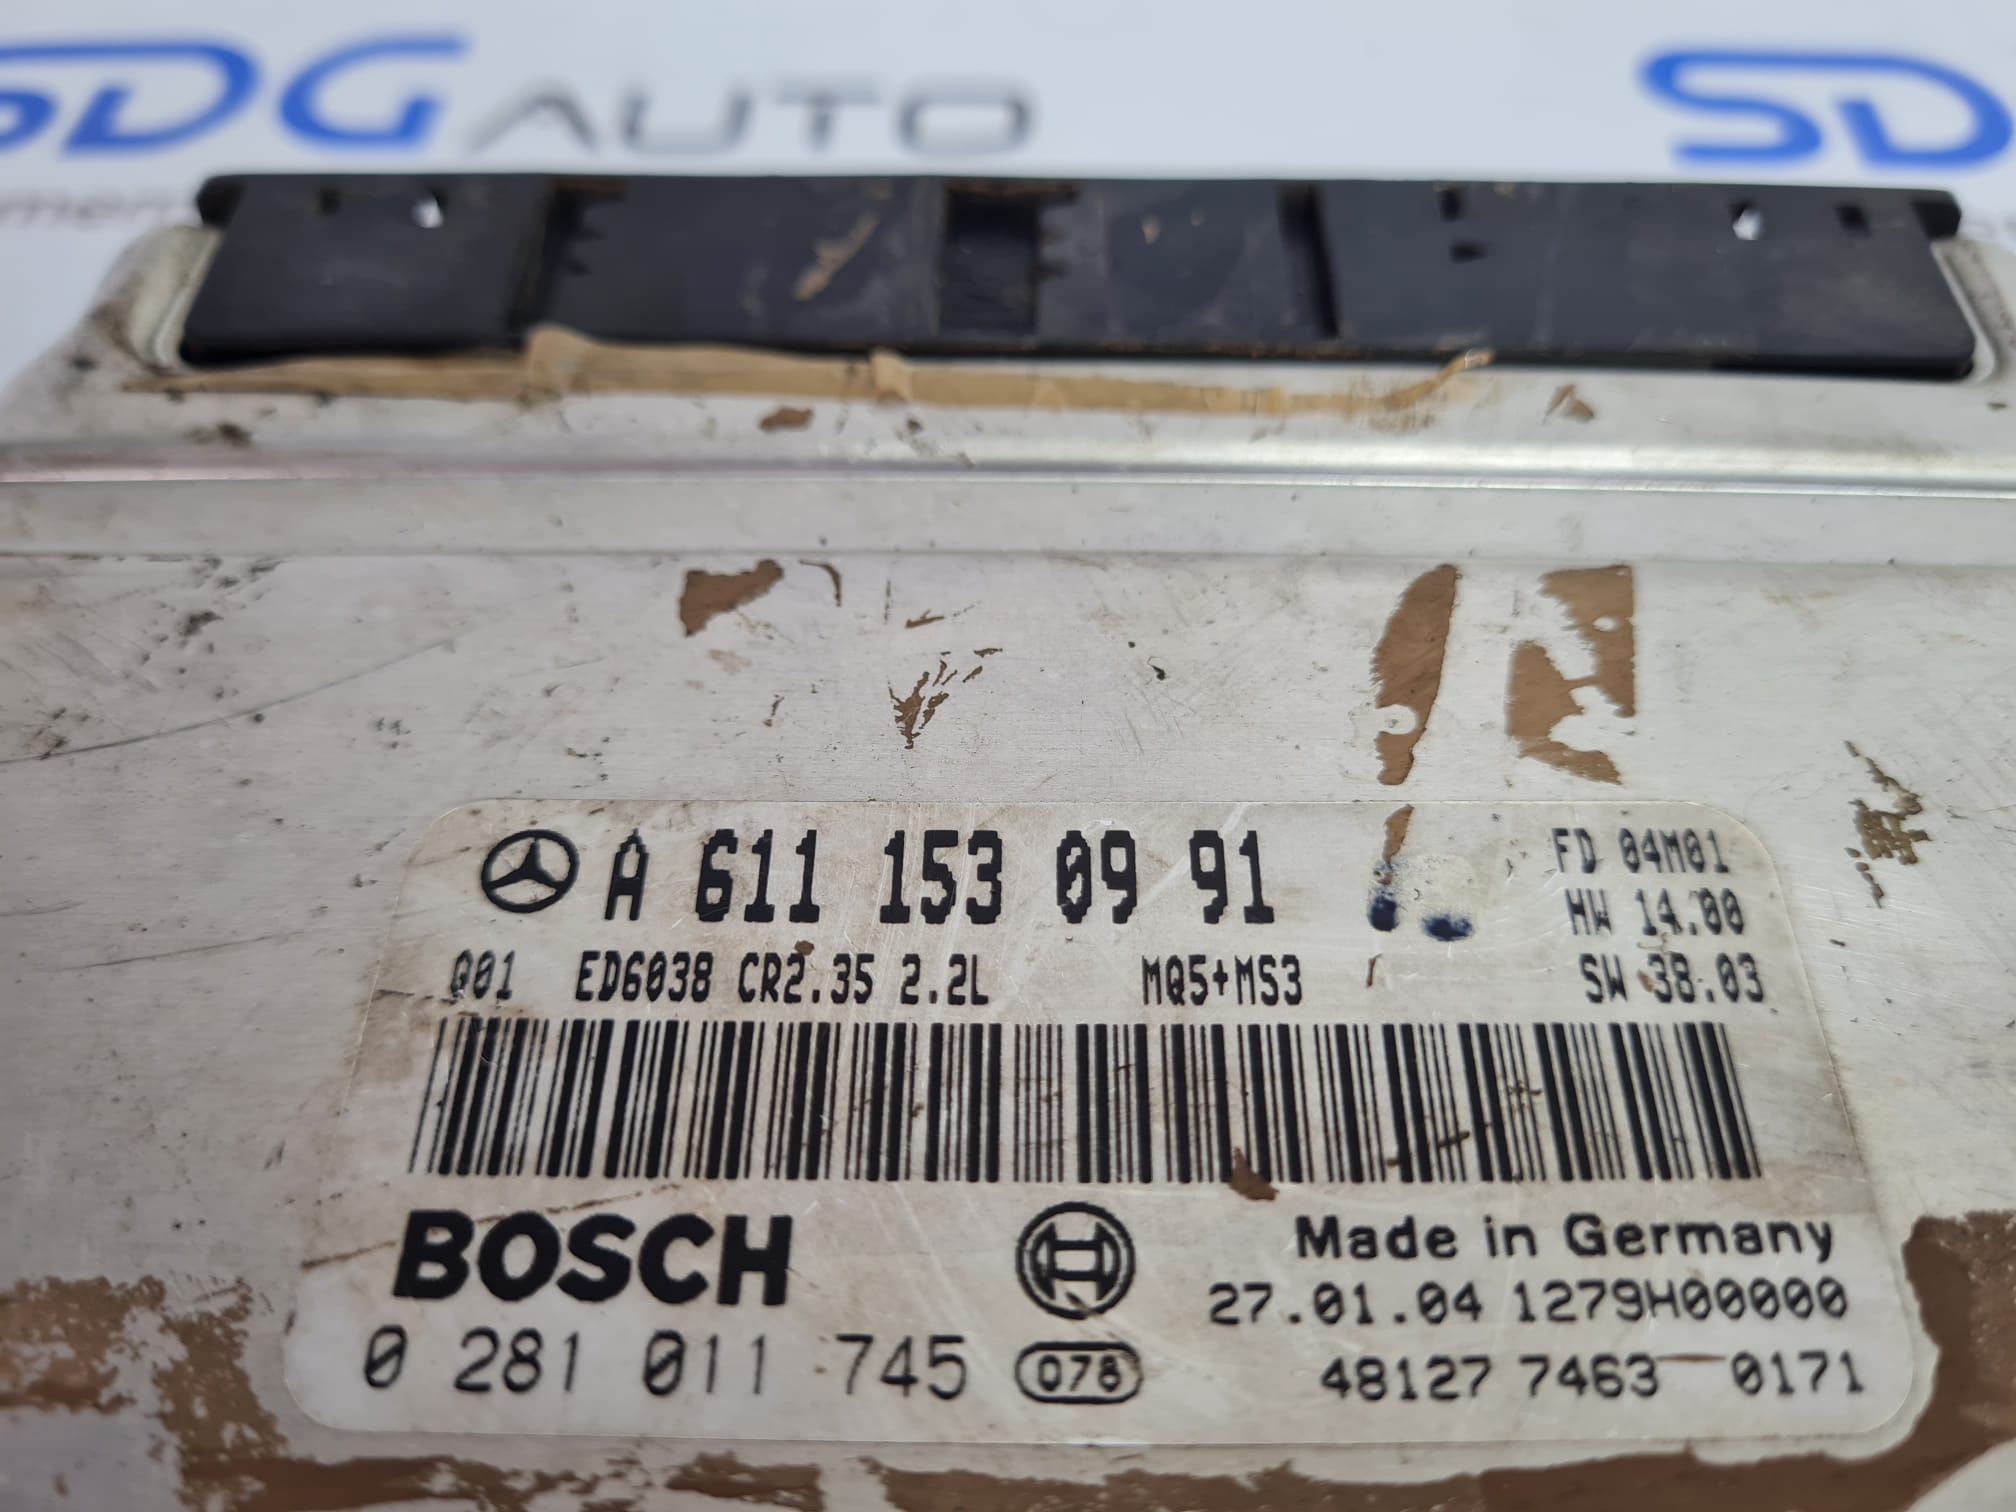 SDG AUTO SD
A 611 153 09 91 FD 04M01
HW 14.00
Q01 ED6038 CR2.35 2.2L MQ5+MS3 SW 38.03
BOSCH Made in Germany
27.01.04 1279H00000
0 281 011 745 078 48127 7463 0171